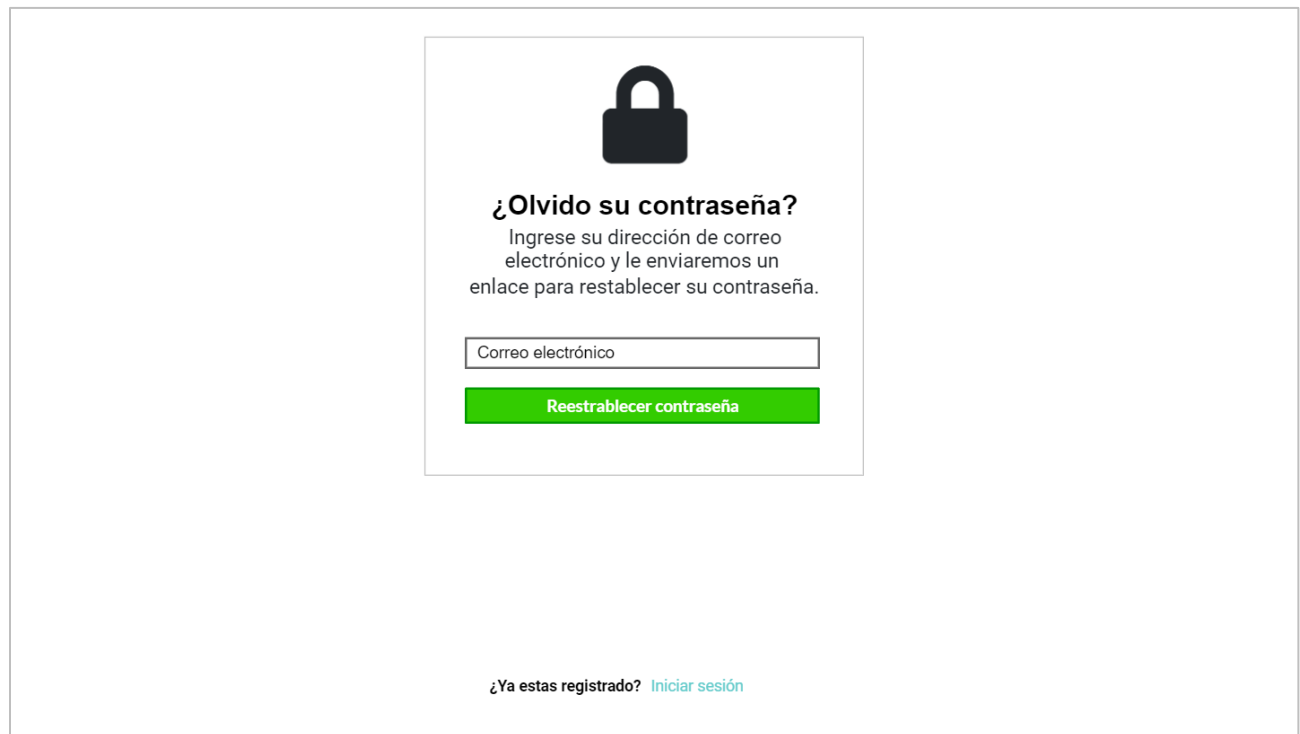 ¿Olvido su contraseña?
Ingrese su dirección de correo
electrónico y le enviaremos un
enlace para restablecer su contraseña.
Correo electrónico
Reestrablecer contraseña
¿Ya estas registrado? Iniciar sesión